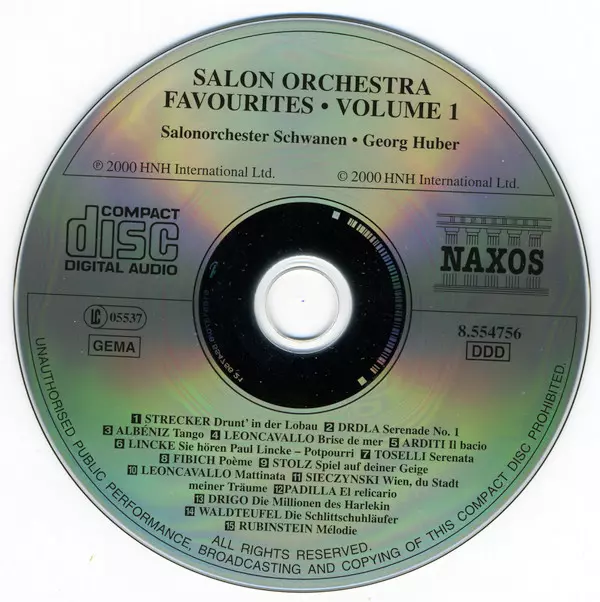 SALON ORCHESTRA
FAVOURITES • VOLUME 1
Salonorchester Schwanen • Georg Huber
℗ 2000 HNH International Ltd.
© 2000 HNH International Ltd.
COMPACT
disc
DIGITAL AUDIO
NAXOS
LC 05537
GEMA
8.554756
DDD
1 STRECKER Drunt' in der Lobau 2 DRDLA Serenade No. 1
3 ALBÉNIZ Tango 4 LEONCAVALLO Brise de mer 5 ARDITI Il bacio
6 LINCKE Sie hören Paul Lincke – Potpourri 7 TOSELLI Serenata
8 FIBICH Poème 9 STOLZ Spiel auf deiner Geige
10 LEONCAVALLO Mattinata 11 SIECZYNSKI Wien, du Stadt
meiner Träume 12 PADILLA El relicario
13 DRIGO Die Millionen des Harlekin
14 WALDTEUFEL Die Schlittschuhläufer
15 RUBINSTEIN Mélodie
ALL RIGHTS RESERVED.
UNAUTHORISED PUBLIC PERFORMANCE, BROADCASTING AND COPYING OF THIS COMPACT DISC PROHIBITED.